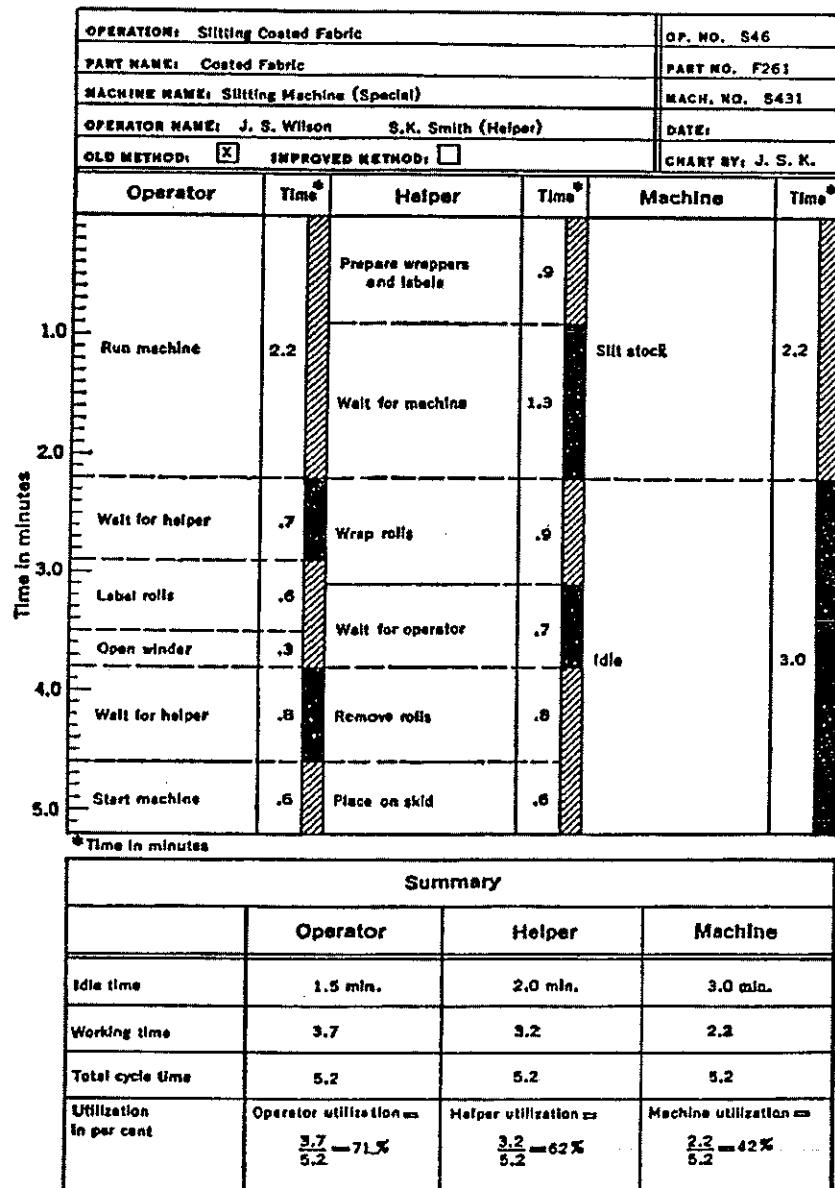 OPERATION: Slitting Coated Fabric OP. NO. S46
PART NAME: Coated Fabric PART NO. F261
MACHINE NAME: Slitting Machine (Special) MACH. NO. S431
OPERATOR NAME: J. S. Wilson S.K. Smith (Helper) DATE:
OLD METHOD: X IMPROVED METHOD: CHART BY: J. S. K.
Operator Time* Helper Time* Machine Time*
Prepare wrappers
and labels .9
1.0
Run machine 2.2 Slit stock 2.2
Wait for machine 1.3
2.0
Time in minutes
Wait for helper .7 Wrap rolls .9
3.0
Label rolls .6
Wait for operator .7
Open winder .3
Idle 3.0
4.0
Wait for helper .8 Remove rolls .8
Start machine .6 Place on skid .6
5.0
*Time in minutes
Summary
Operator Helper Machine
Idle time 1.5 min. 2.0 min. 3.0 min.
Working time 3.7 3.2 2.2
Total cycle time 5.2 5.2 5.2
Utilization Operator utilization = Helper utilization = Machine utilization =
in per cent
3.7/5.2 = 71% 3.2/5.2 = 62% 2.2/5.2 = 42%